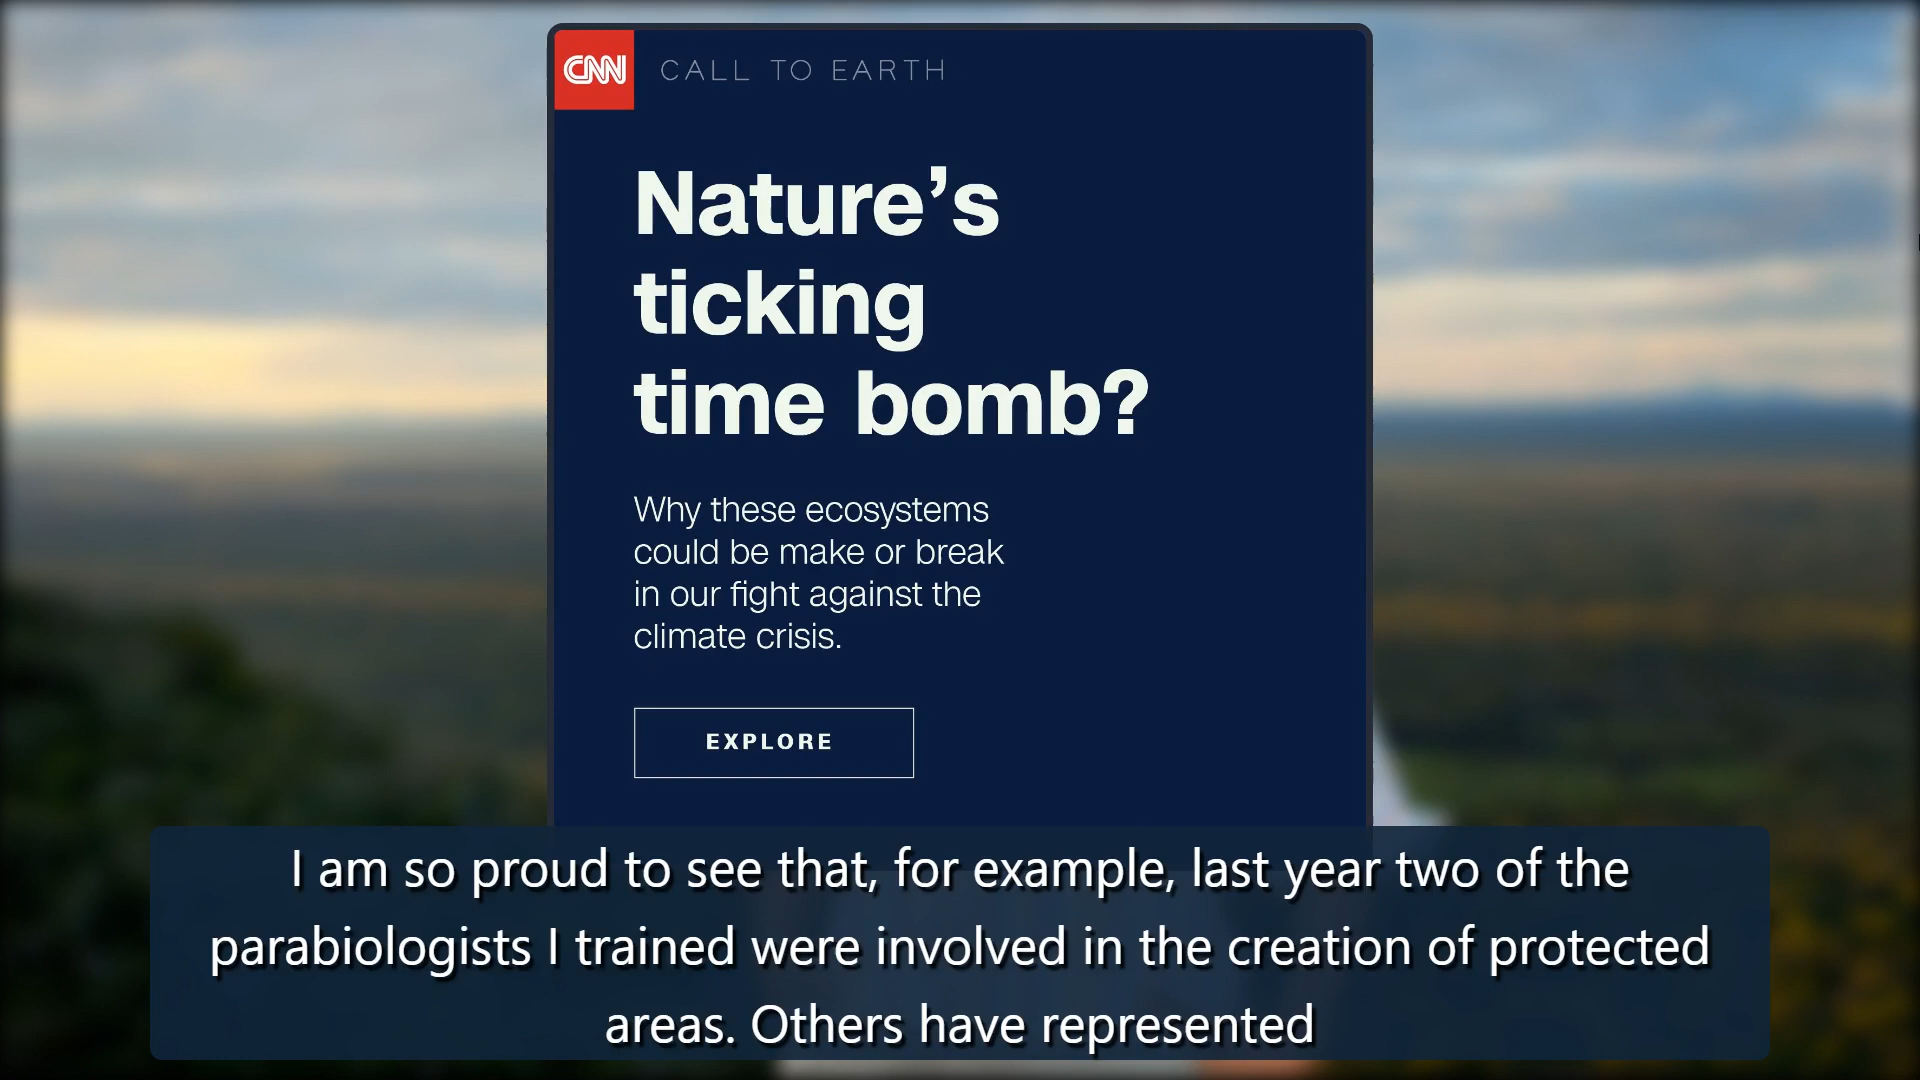 CNN CALL TO EARTH
Nature’s
ticking
time bomb?
Why these ecosystems
could be make or break
in our fight against the
climate crisis.
EXPLORE
I am so proud to see that, for example, last year two of the
parabiologists I trained were involved in the creation of protected
areas. Others have represented